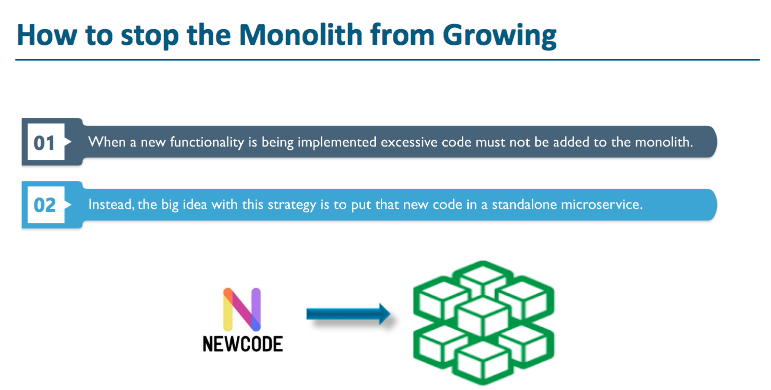 How to stop the Monolith from Growing
01
When a new functionality is being implemented excessive code must not be added to the monolith.
02
Instead, the big idea with this strategy is to put that new code in a standalone microservice.
N
NEWCODE